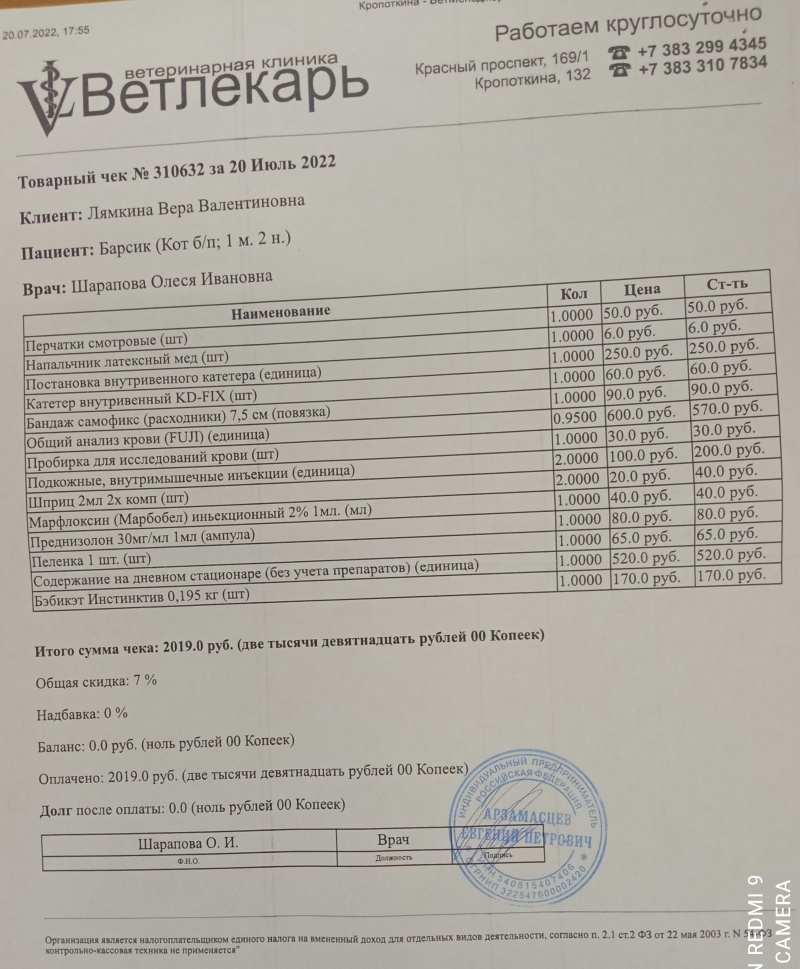 Кропоткина - ВетМенеджер
20.07.2022, 17:55
Работаем круглосуточно
ветеринарная клиника
Ветлекарь
Красный проспект, 169/1 ☎ +7 383 299 4345
Кропоткина, 132 ☎ +7 383 310 7834
Товарный чек № 310632 за 20 Июль 2022
Клиент: Лямкина Вера Валентиновна
Пациент: Барсик (Кот б/п; 1 м. 2 н.)
Врач: Шарапова Олеся Ивановна
Наименование Кол Цена Ст-ть
Перчатки смотровые (шт) 1.0000 50.0 руб. 50.0 руб.
Напальчник латексный мед (шт) 1.0000 6.0 руб. 6.0 руб.
Постановка внутривенного катетера (единица) 1.0000 250.0 руб. 250.0 руб.
Катетер внутривенный KD-FIX (шт) 1.0000 60.0 руб. 60.0 руб.
Бандаж самофикс (расходники) 7,5 см (повязка) 1.0000 90.0 руб. 90.0 руб.
Общий анализ крови (FUJI) (единица) 0.9500 600.0 руб. 570.0 руб.
Пробирка для исследований крови (шт) 1.0000 30.0 руб. 30.0 руб.
Подкожные, внутримышечные инъекции (единица) 2.0000 100.0 руб. 200.0 руб.
Шприц 2мл 2х комп (шт) 2.0000 20.0 руб. 40.0 руб.
Марфлоксин (Марбобел) иньекционный 2% 1мл. (мл) 1.0000 40.0 руб. 40.0 руб.
Преднизолон 30мг/мл 1мл (ампула) 1.0000 80.0 руб. 80.0 руб.
Пеленка 1 шт. (шт) 1.0000 65.0 руб. 65.0 руб.
Содержание на дневном стационаре (без учета препаратов) (единица) 1.0000 520.0 руб. 520.0 руб.
Бэбикэт Инстинктив 0,195 кг (шт) 1.0000 170.0 руб. 170.0 руб.
Итого сумма чека: 2019.0 руб. (две тысячи девятнадцать рублей 00 Копеек)
Общая скидка: 7 %
Надбавка: 0 %
Баланс: 0.0 руб. (ноль рублей 00 Копеек)
Оплачено: 2019.0 руб. (две тысячи девятнадцать рублей 00 Копеек)
Долг после оплаты: 0.0 (ноль рублей 00 Копеек)
Шарапова О. И. Врач
Ф.И.О. Должность Подпись
ИНДИВИДУАЛЬНЫЙ ПРЕДПРИНИМАТЕЛЬ
РОССИЙСКАЯ ФЕДЕРАЦИЯ
АРЗАМАСЦЕВ
ЕВГЕНИЙ ПЕТРОВИЧ
ИНН 540515407406
ОГРНИП 322547600002420
Организация является налогоплательщиком единого налога на вмененный доход для отдельных видов деятельности, согласно п. 2.1 ст.2 ФЗ от 22 мая 2003 г. N 54-ФЗ
контрольно-кассовая техника не применяется"
N REDMI 9
CAMERA